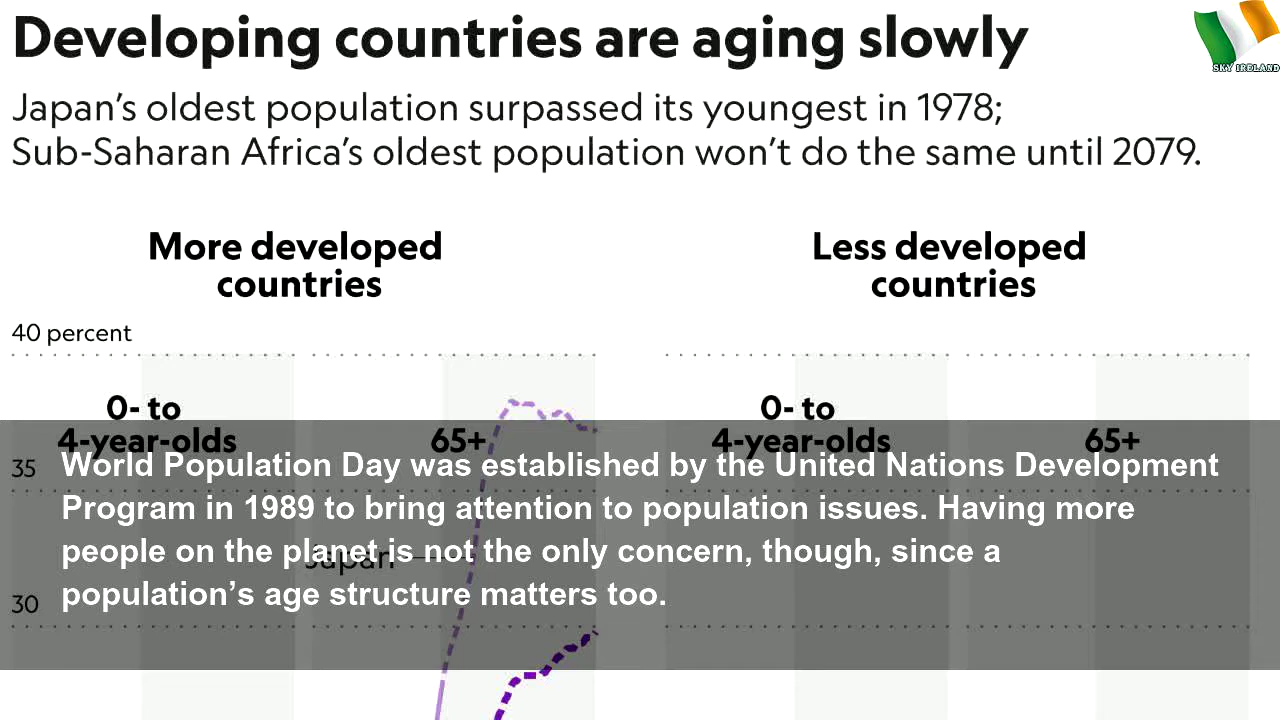 Developing countries are aging slowly
SKY IRELAND
Japan’s oldest population surpassed its youngest in 1978;
Sub-Saharan Africa’s oldest population won’t do the same until 2079.
More developed
countries
Less developed
countries
40 percent
0- to
4-year-olds
65+
0- to
4-year-olds
65+
35
World Population Day was established by the United Nations Development
Program in 1989 to bring attention to population issues. Having more
people on the planet is not the only concern, though, since a
population’s age structure matters too.
Japan
30